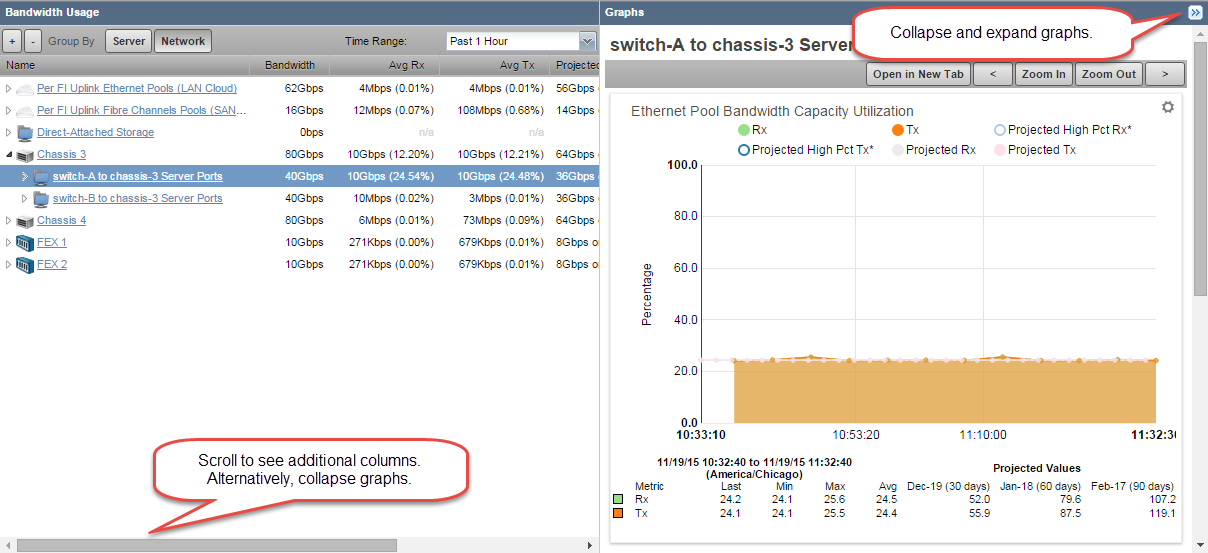 Bandwidth Usage
+ - Group By Server Network Time Range: Past 1 Hour
Name Bandwidth Avg Rx Avg Tx Projected
Per FI Uplink Ethernet Pools (LAN Cloud) 62Gbps 4Mbps (0.01%) 4Mbps (0.01%) 56Gbps
Per FI Uplink Fibre Channels Pools (SAN... 16Gbps 12Mbps (0.07%) 108Mbps (0.68%) 14Gbps
Direct-Attached Storage 0bps n/a n/a
Chassis 3 80Gbps 10Gbps (12.20%) 10Gbps (12.21%) 64Gbps
switch-A to chassis-3 Server Ports 40Gbps 10Gbps (24.54%) 10Gbps (24.48%) 36Gbps
switch-B to chassis-3 Server Ports 40Gbps 10Mbps (0.02%) 3Mbps (0.01%) 36Gbps
Chassis 4 80Gbps 6Mbps (0.01%) 73Mbps (0.09%) 64Gbps
FEX 1 10Gbps 271Kbps (0.00%) 679Kbps (0.01%) 8Gbps o
FEX 2 10Gbps 271Kbps (0.00%) 679Kbps (0.01%) 8Gbps o
Scroll to see additional columns.
Alternatively, collapse graphs.
Graphs
Collapse and expand graphs.
switch-A to chassis-3 Server
Open in New Tab < Zoom In Zoom Out >
Ethernet Pool Bandwidth Capacity Utilization
Rx Tx Projected High Pct Rx*
Projected High Pct Tx* Projected Rx Projected Tx
100.0
80.0
60.0
40.0
20.0
0.0
Percentage
10:33:10 10:53:20 11:10:00 11:32:3
11/19/15 10:32:40 to 11/19/15 11:32:40
(America/Chicago)
Projected Values
Metric Last Min Max Avg Dec-19 (30 days) Jan-18 (60 days) Feb-17 (90 days)
Rx 24.2 24.1 25.6 24.5 52.0 79.6 107.2
Tx 24.1 24.1 25.5 24.4 55.9 87.5 119.1